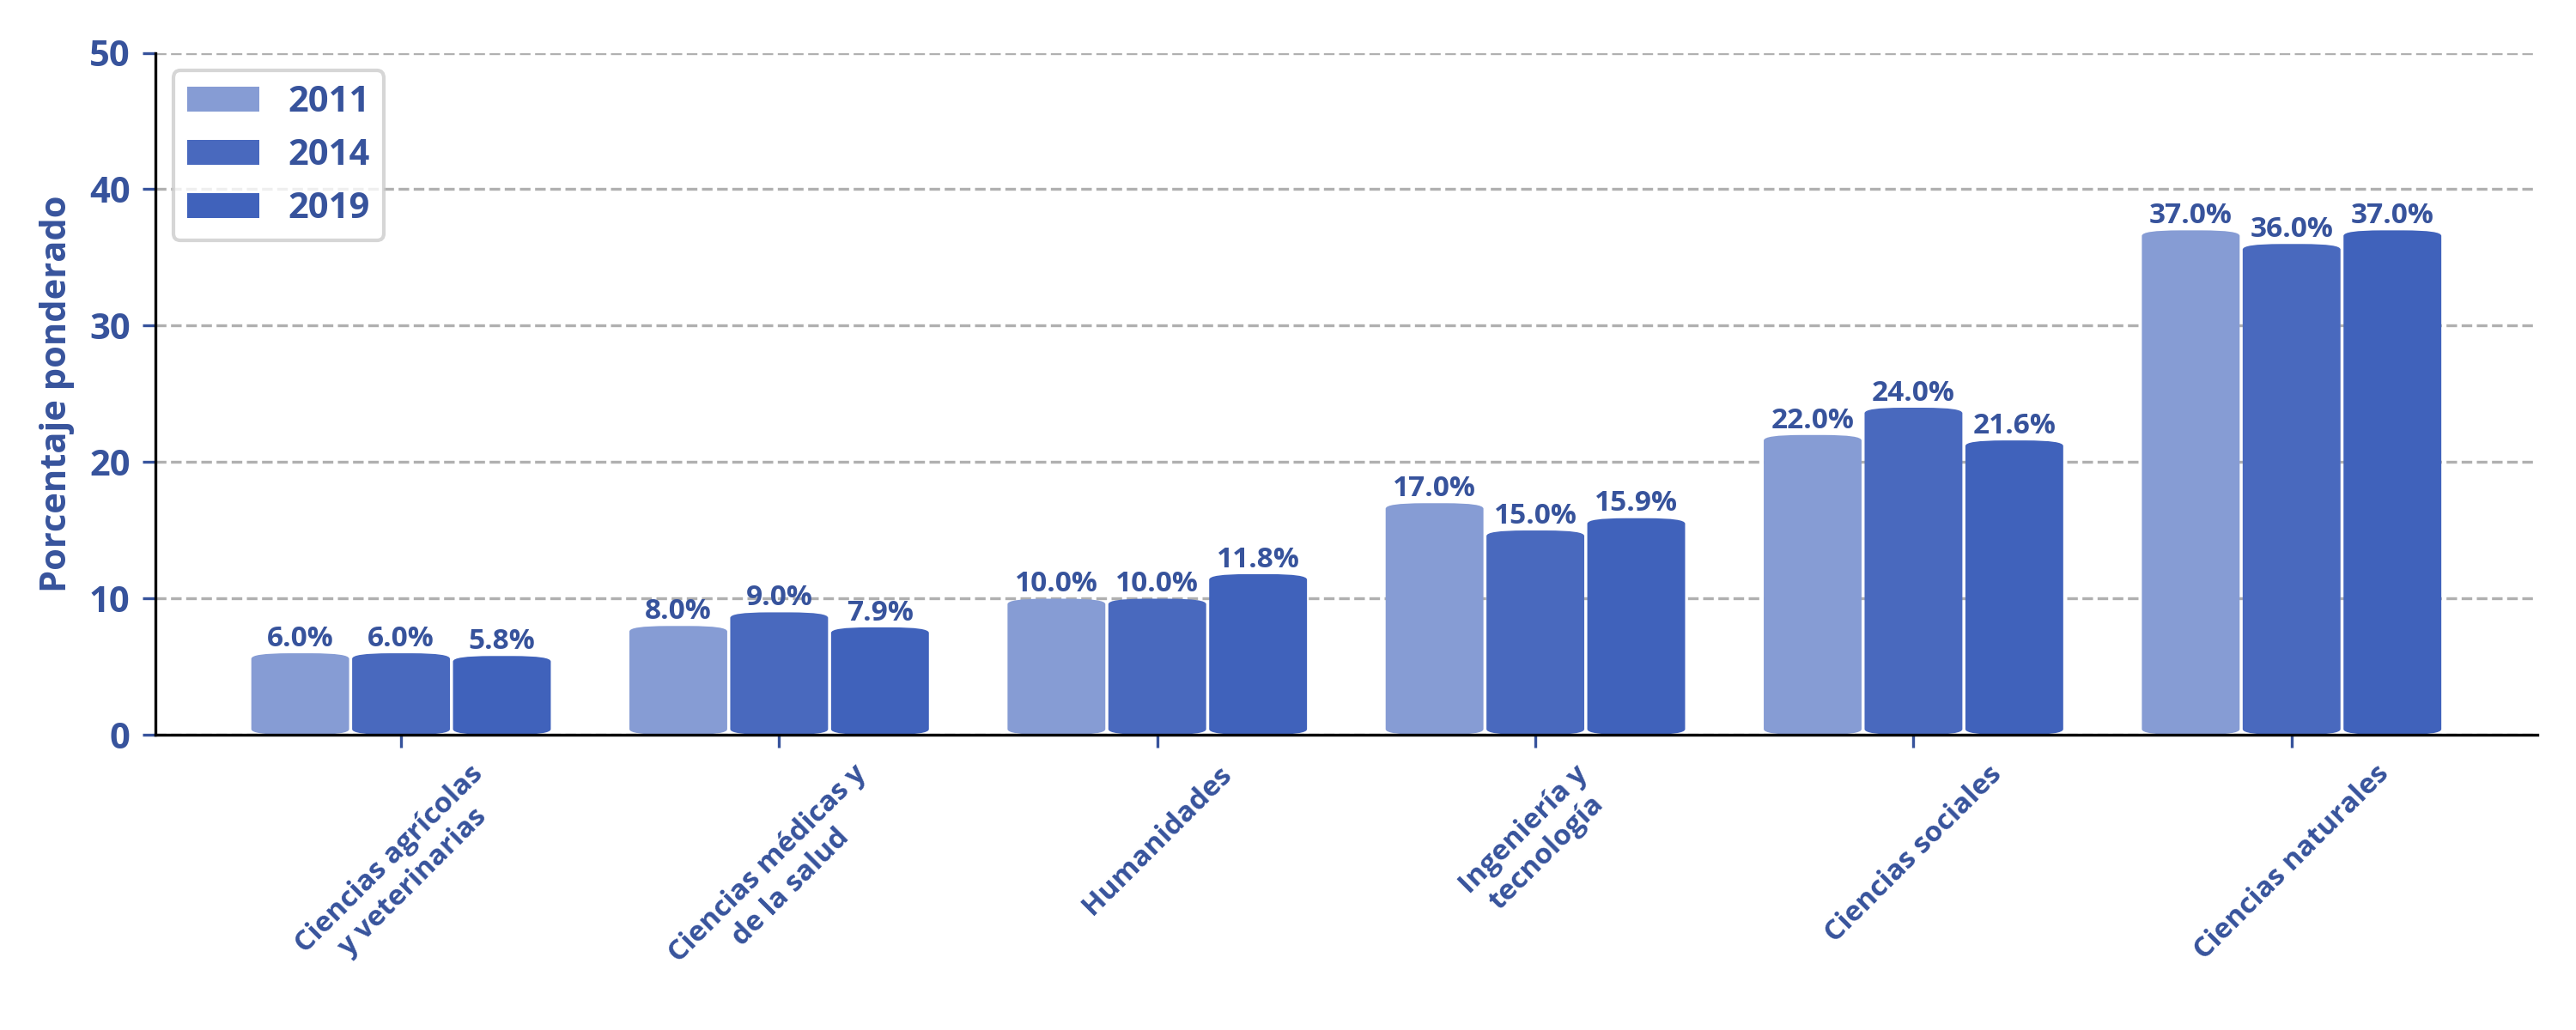 Porcentaje ponderado
50
40
30
20
10
0
2011
2014
2019
6.0%
6.0%
5.8%
8.0%
9.0%
7.9%
10.0%
10.0%
11.8%
17.0%
15.0%
15.9%
22.0%
24.0%
21.6%
37.0%
36.0%
37.0%
Ciencias agrícolas
y veterinarias
Ciencias médicas y
de la salud
Humanidades
Ingeniería y
tecnología
Ciencias sociales
Ciencias naturales